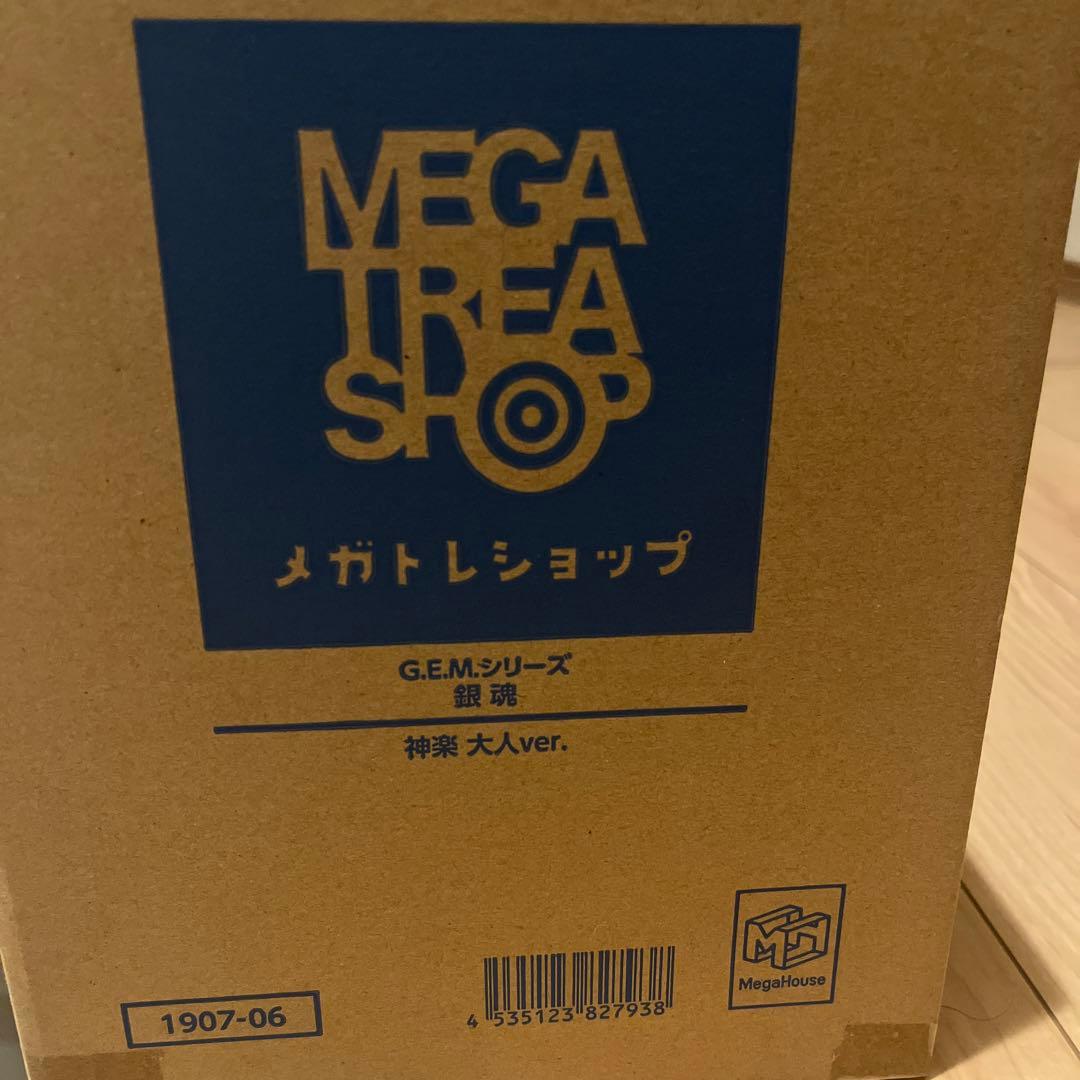 MEGA
TREA
SHOP
メガトレショップ
G.E.M.シリーズ
銀魂
神楽 大人ver.
MegaHouse
1907-06
4 535123 827938